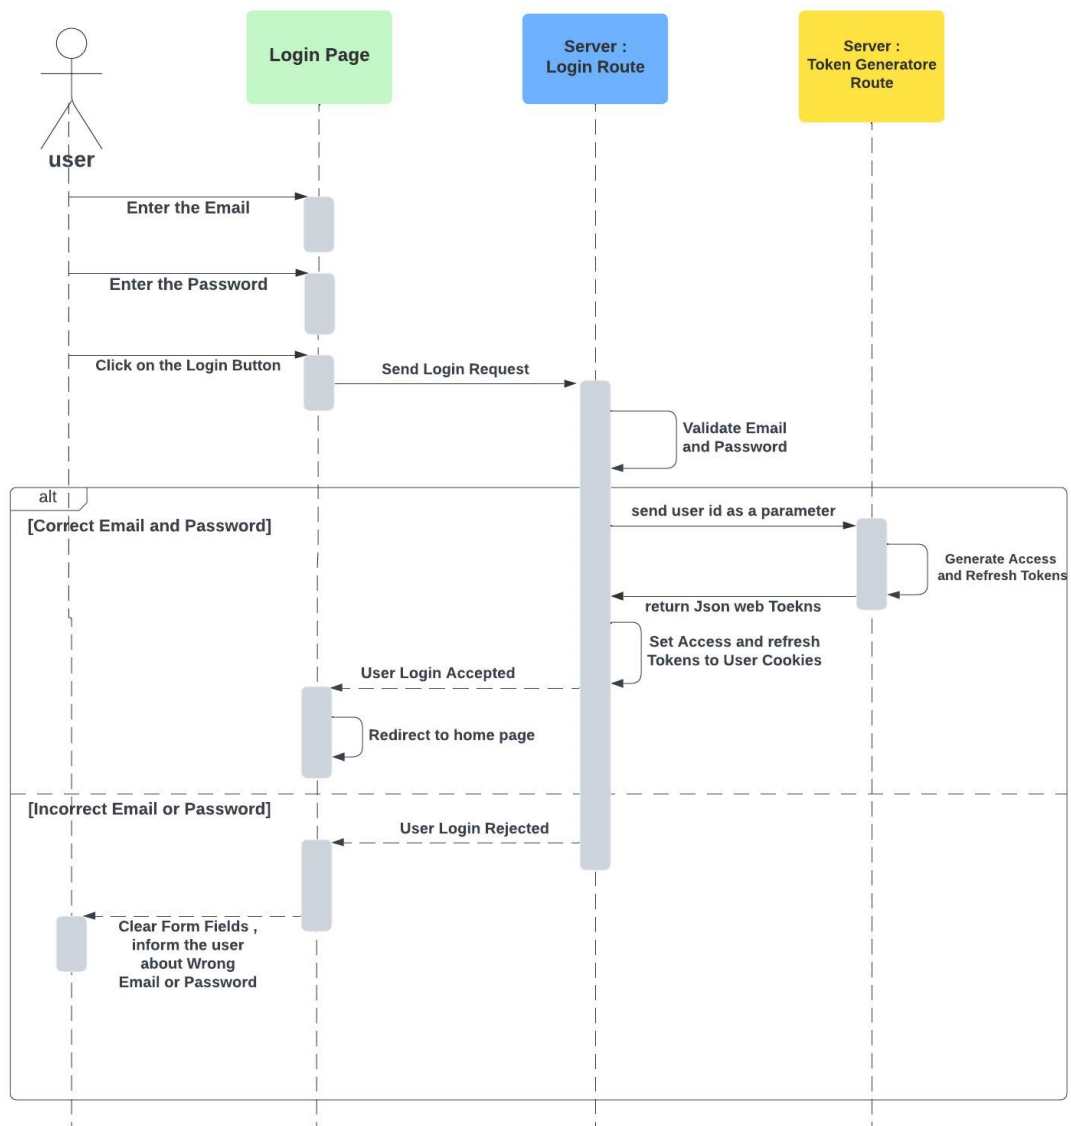 Login Page
Server :
Login Route
Server :
Token Generatore
Route
user
Enter the Email
Enter the Password
Click on the Login Button
Send Login Request
Validate Email
and Password
alt
[Correct Email and Password]
send user id as a parameter
Generate Access
and Refresh Tokens
return Json web Toekns
Set Access and refresh
Tokens to User Cookies
User Login Accepted
Redirect to home page
[Incorrect Email or Password]
User Login Rejected
Clear Form Fields ,
inform the user
about Wrong
Email or Password